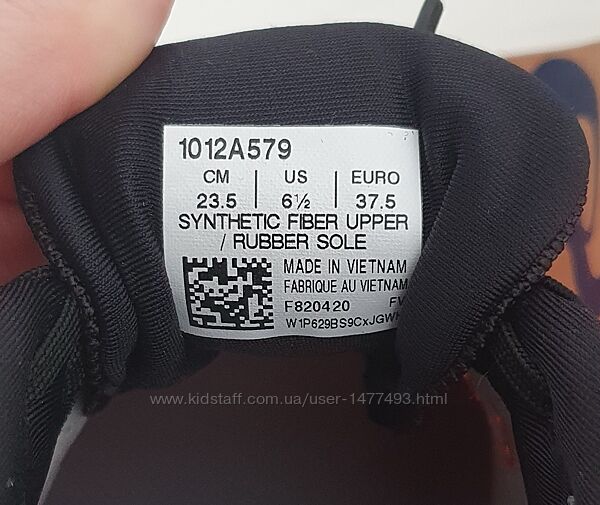 1012A579
CM | US | EURO
23.5 | 6½ | 37.5
SYNTHETIC FIBER UPPER
/ RUBBER SOLE
MADE IN VIETNAM
FABRIQUE AU VIETNAM
F820420 FV
www.kidstaff.com.ua/user-1477493.html